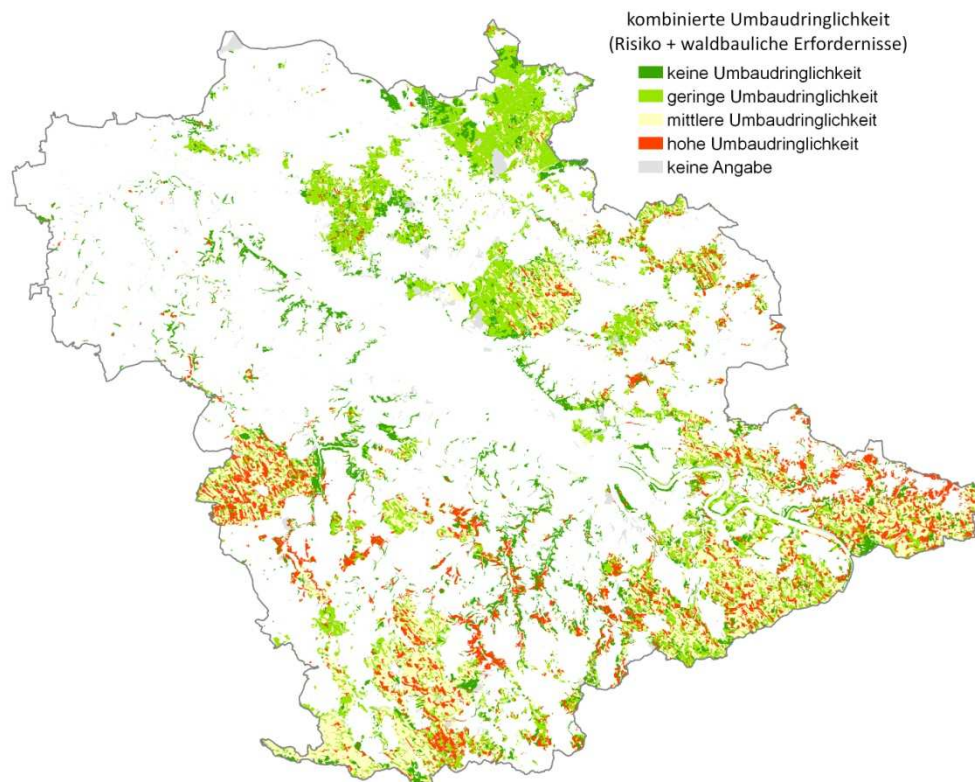 kombinierte Umbaudringlichkeit
(Risiko + waldbauliche Erfordernisse)
keine Umbaudringlichkeit
geringe Umbaudringlichkeit
mittlere Umbaudringlichkeit
hohe Umbaudringlichkeit
keine Angabe